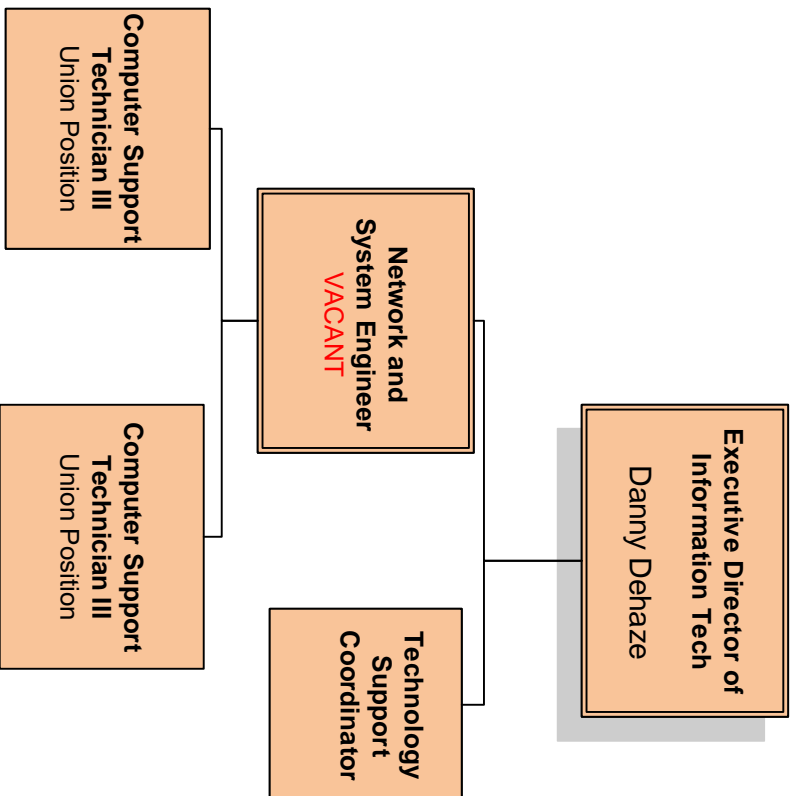 Executive Director of
Information Tech
Danny Dehaze
Network and
System Engineer
VACANT
Technology
Support
Coordinator
Computer Support
Technician III
Union Position
Computer Support
Technician III
Union Position